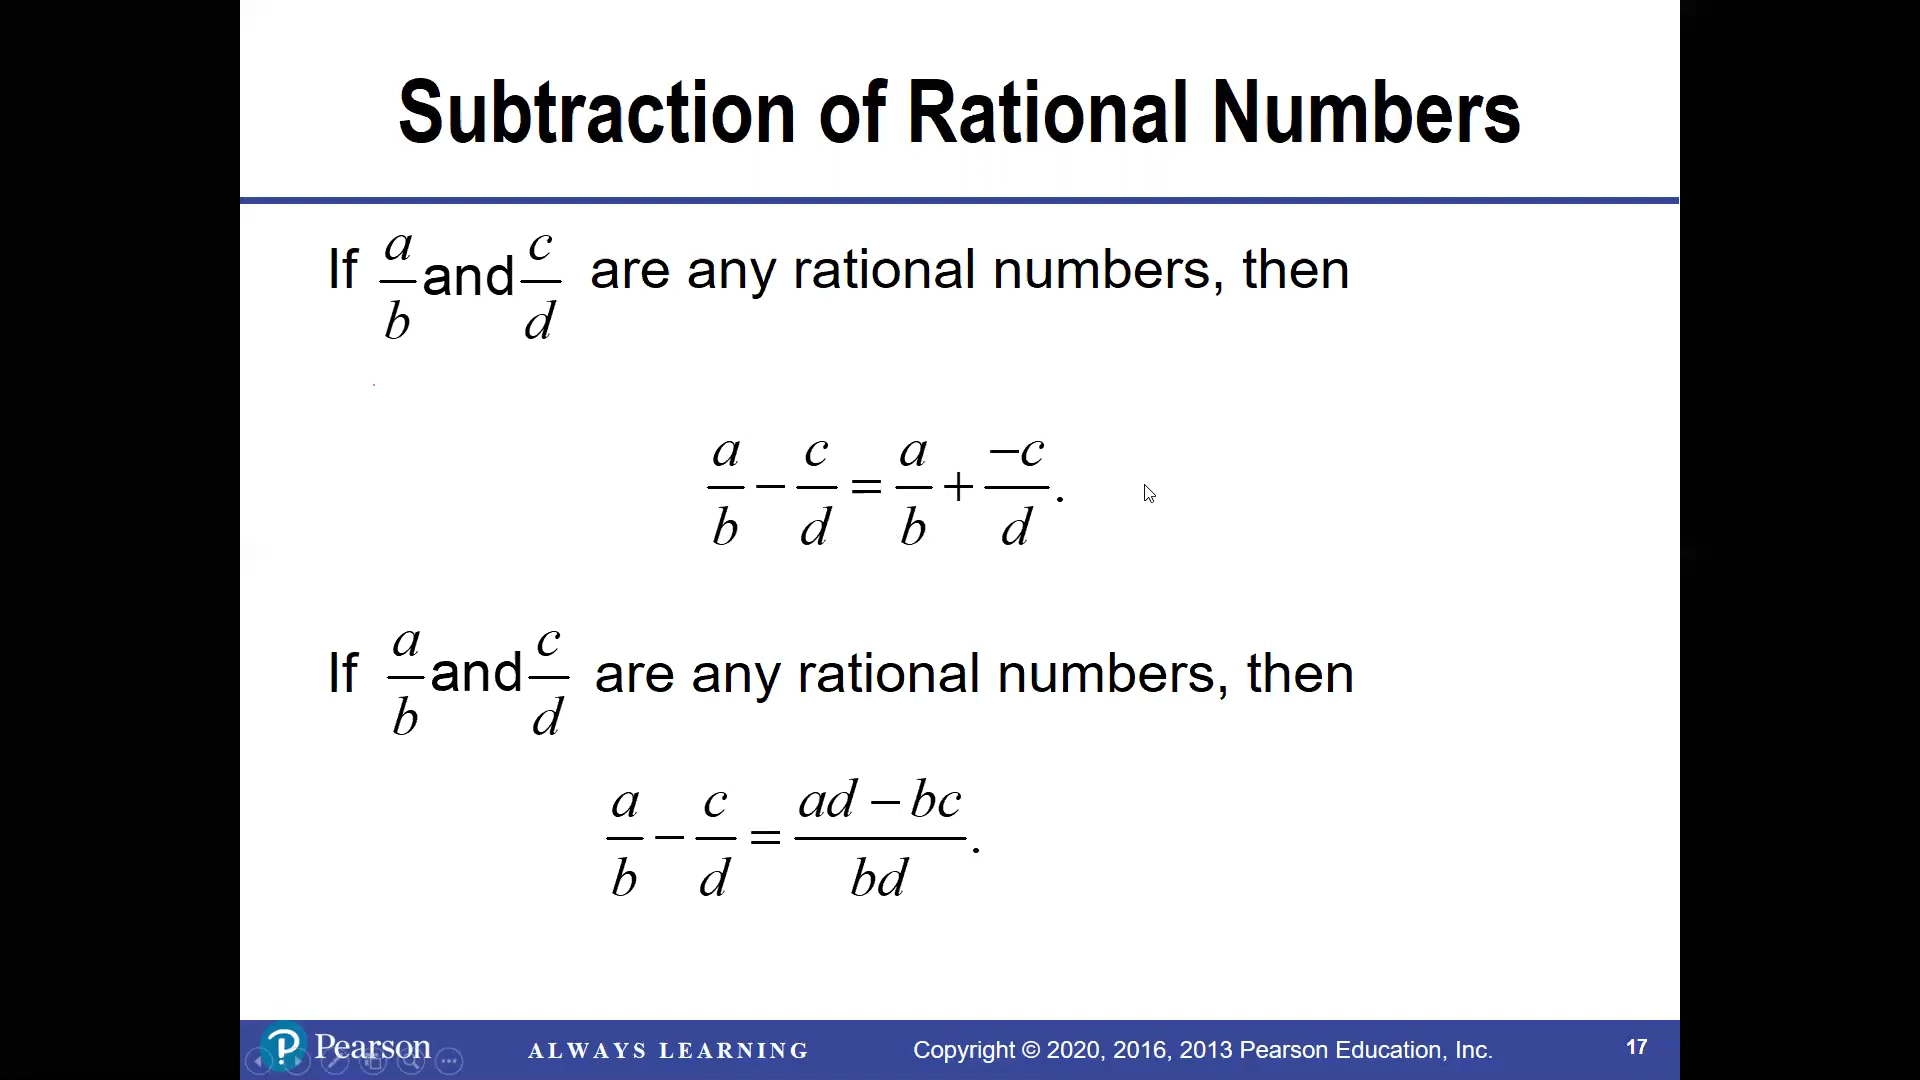 Subtraction of Rational Numbers
If a/b and c/d are any rational numbers, then
a/b − c/d = a/b + −c/d.
If a/b and c/d are any rational numbers, then
a/b − c/d = (ad − bc)/bd.
Pearson ALWAYS LEARNING Copyright © 2020, 2016, 2013 Pearson Education, Inc. 17